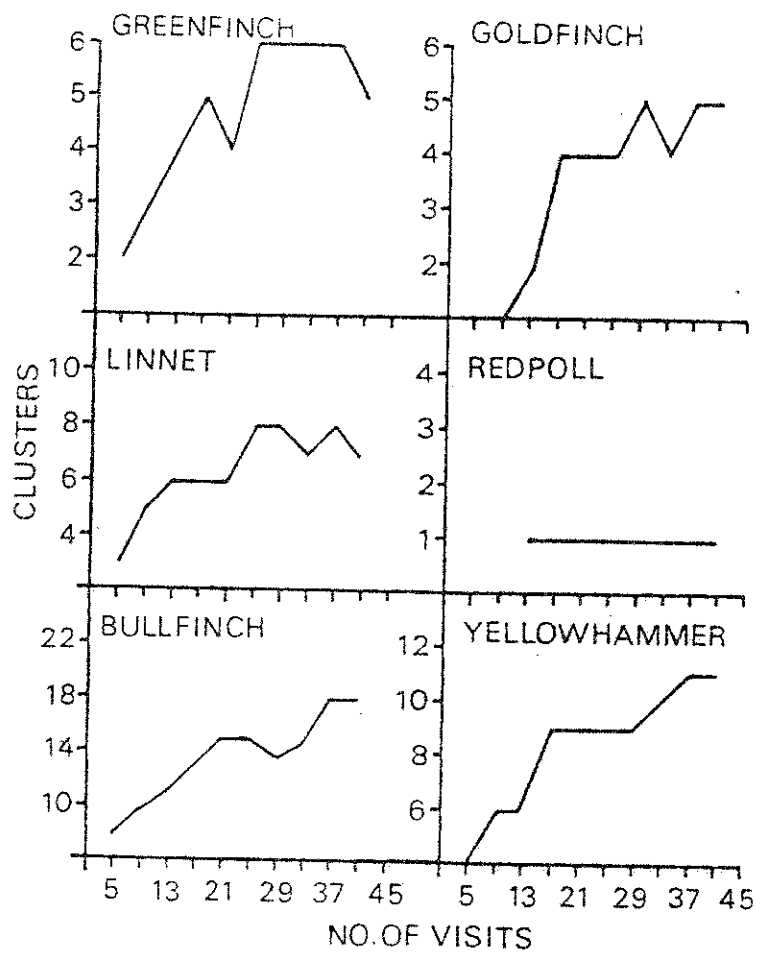 GREENFINCH
6
5
4
3
2
GOLDFINCH
6
5
4
3
2
CLUSTERS
LINNET
10
8
6
4
REDPOLL
4
3
2
1
BULLFINCH
22
18
14
10
5 13 21 29 37 45
YELLOWHAMMER
12
10
8
6
5 13 21 29 37 45
NO.OF VISITS